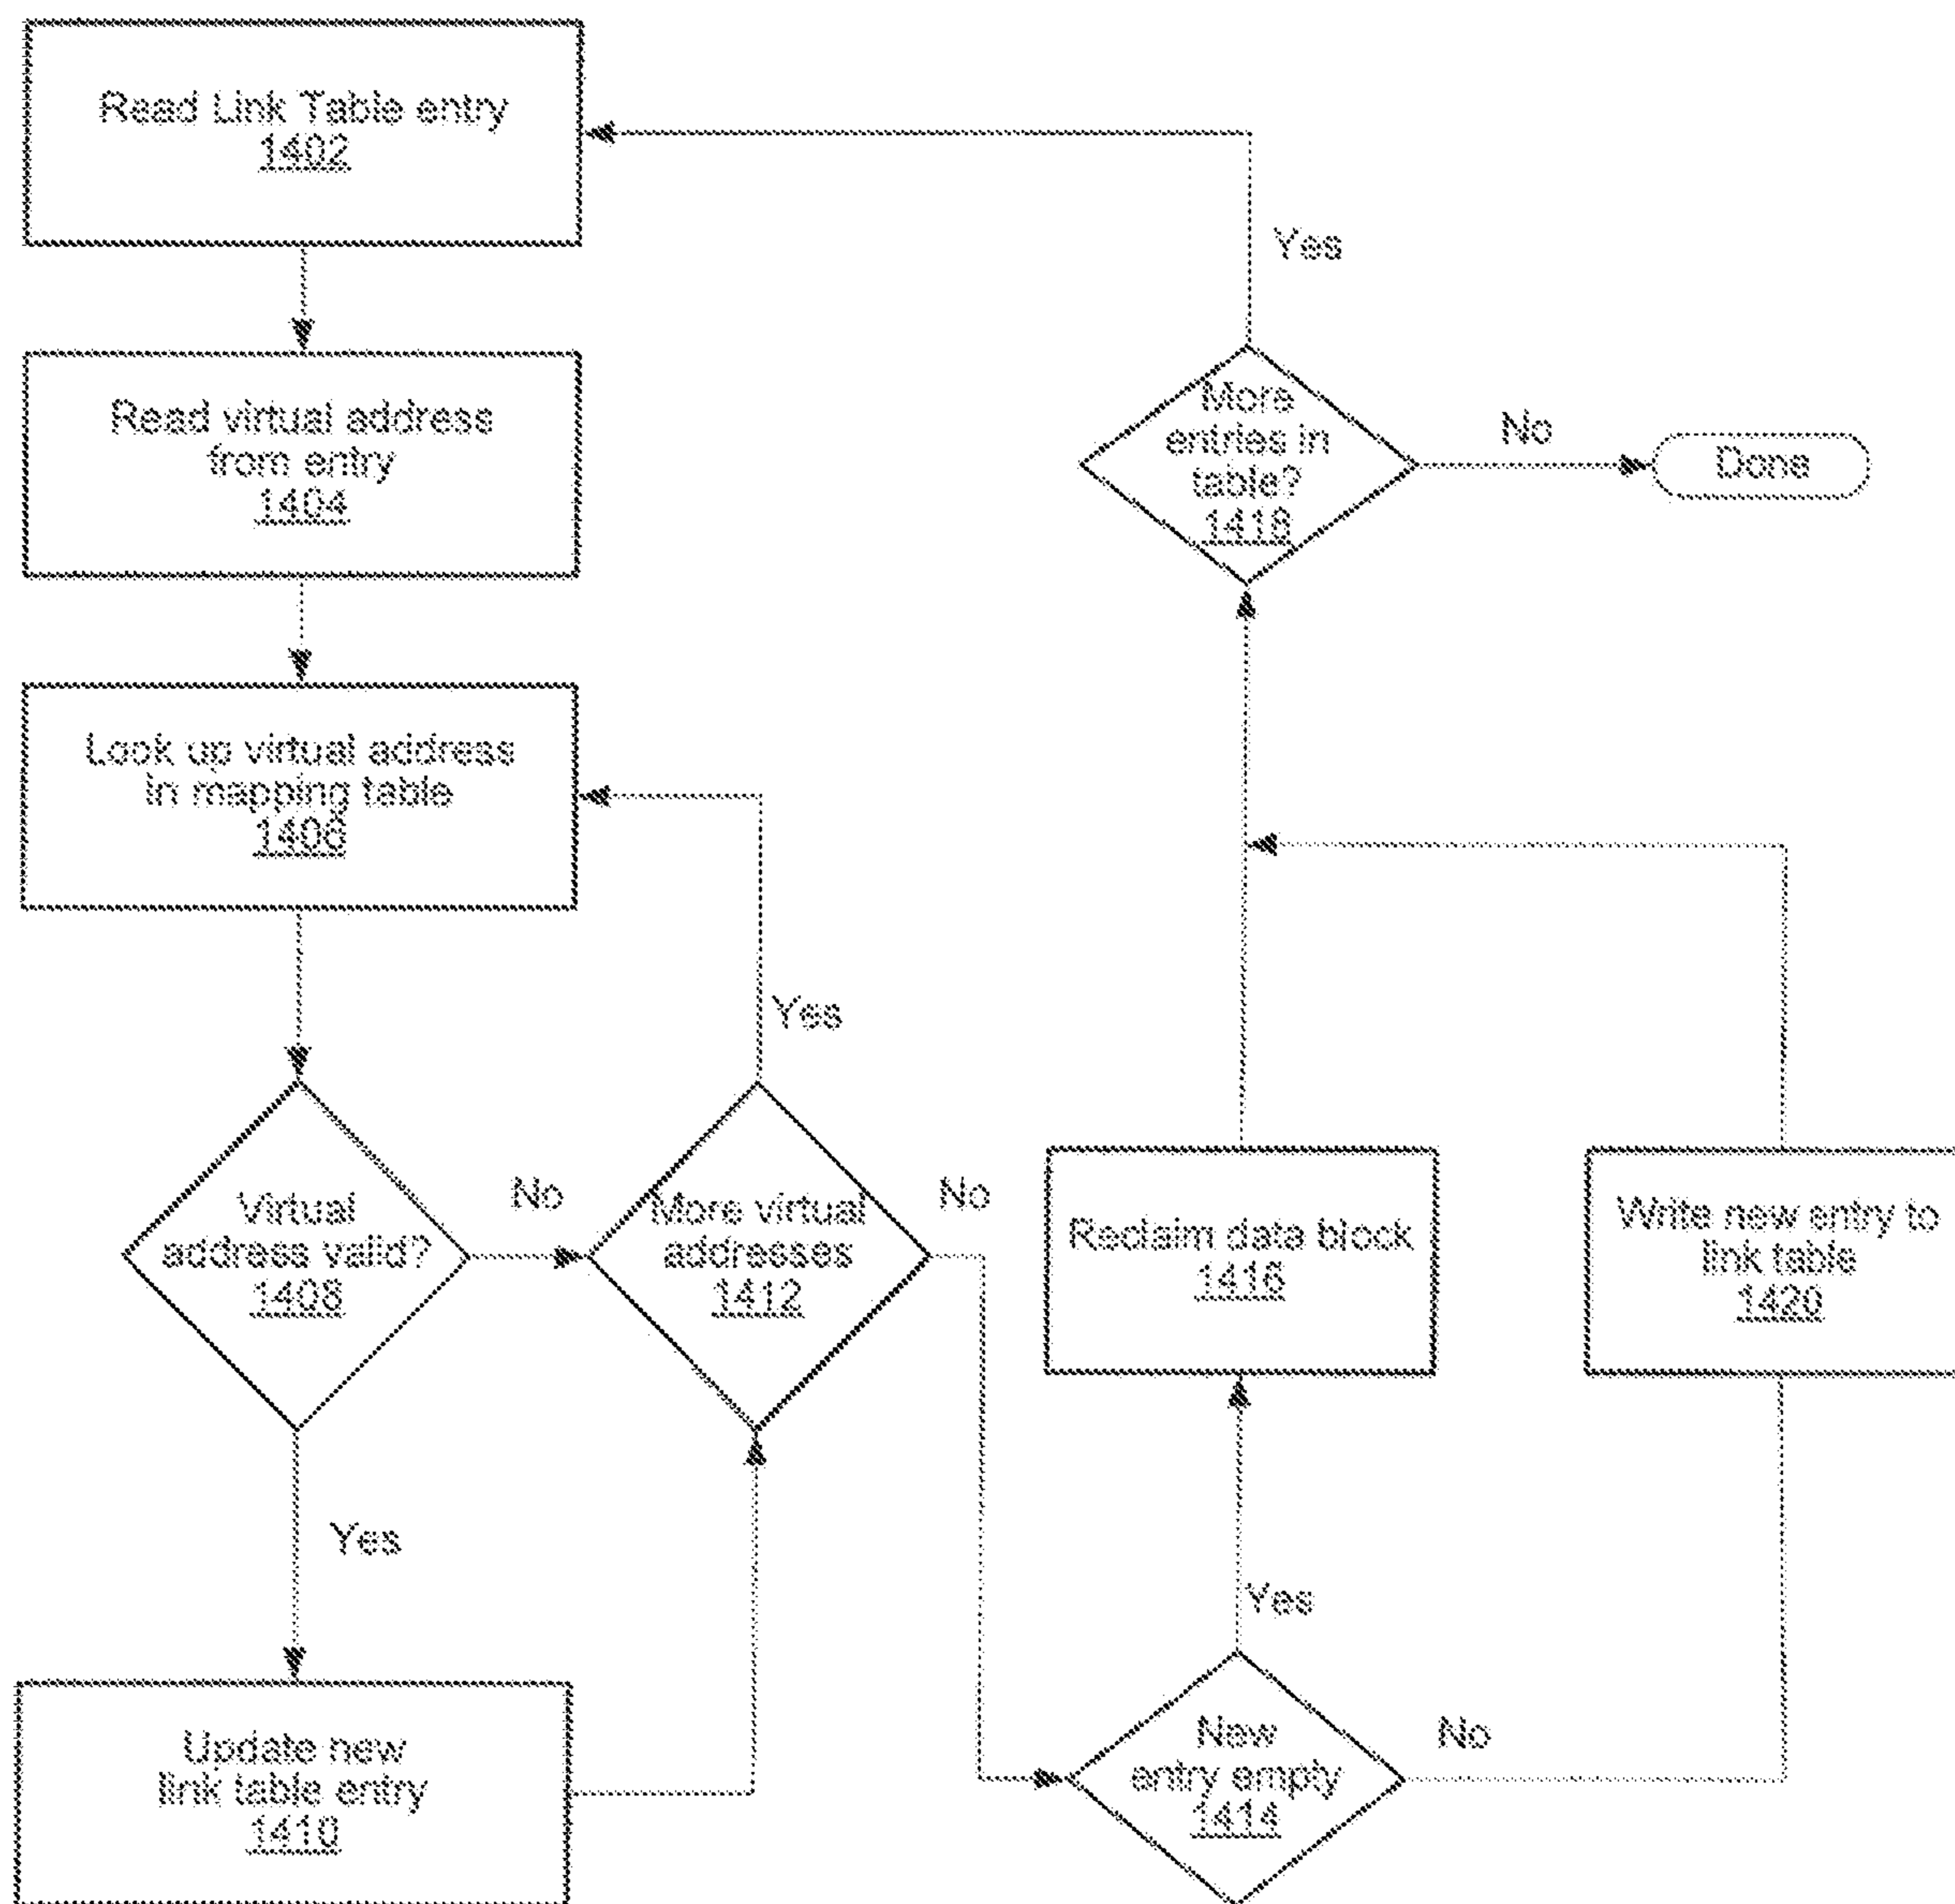 Read Link Table entry
1402
Read virtual address
from entry
1404
Look up virtual address
in mapping table
1406
Yes
Virtual
address valid?
1408
No
More virtual
addresses
1412
No
Yes
Update new
link table entry
1410
Yes
More
entries in
table?
1418
No
Done
Reclaim data block
1416
Write new entry to
link table
1420
Yes
New
entry empty
1414
No